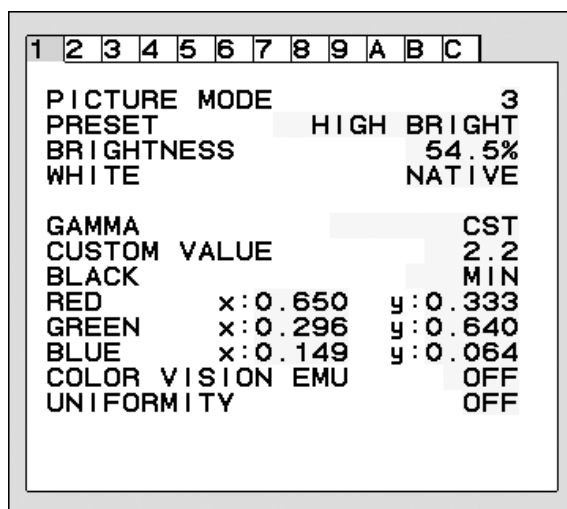 1 2 3 4 5 6 7 8 9 A B C
PICTURE MODE 3
PRESET HIGH BRIGHT
BRIGHTNESS 54.5%
WHITE NATIVE
GAMMA CST
CUSTOM VALUE 2.2
BLACK MIN
RED x:0.650 y:0.333
GREEN x:0.296 y:0.640
BLUE x:0.149 y:0.064
COLOR VISION EMU OFF
UNIFORMITY OFF